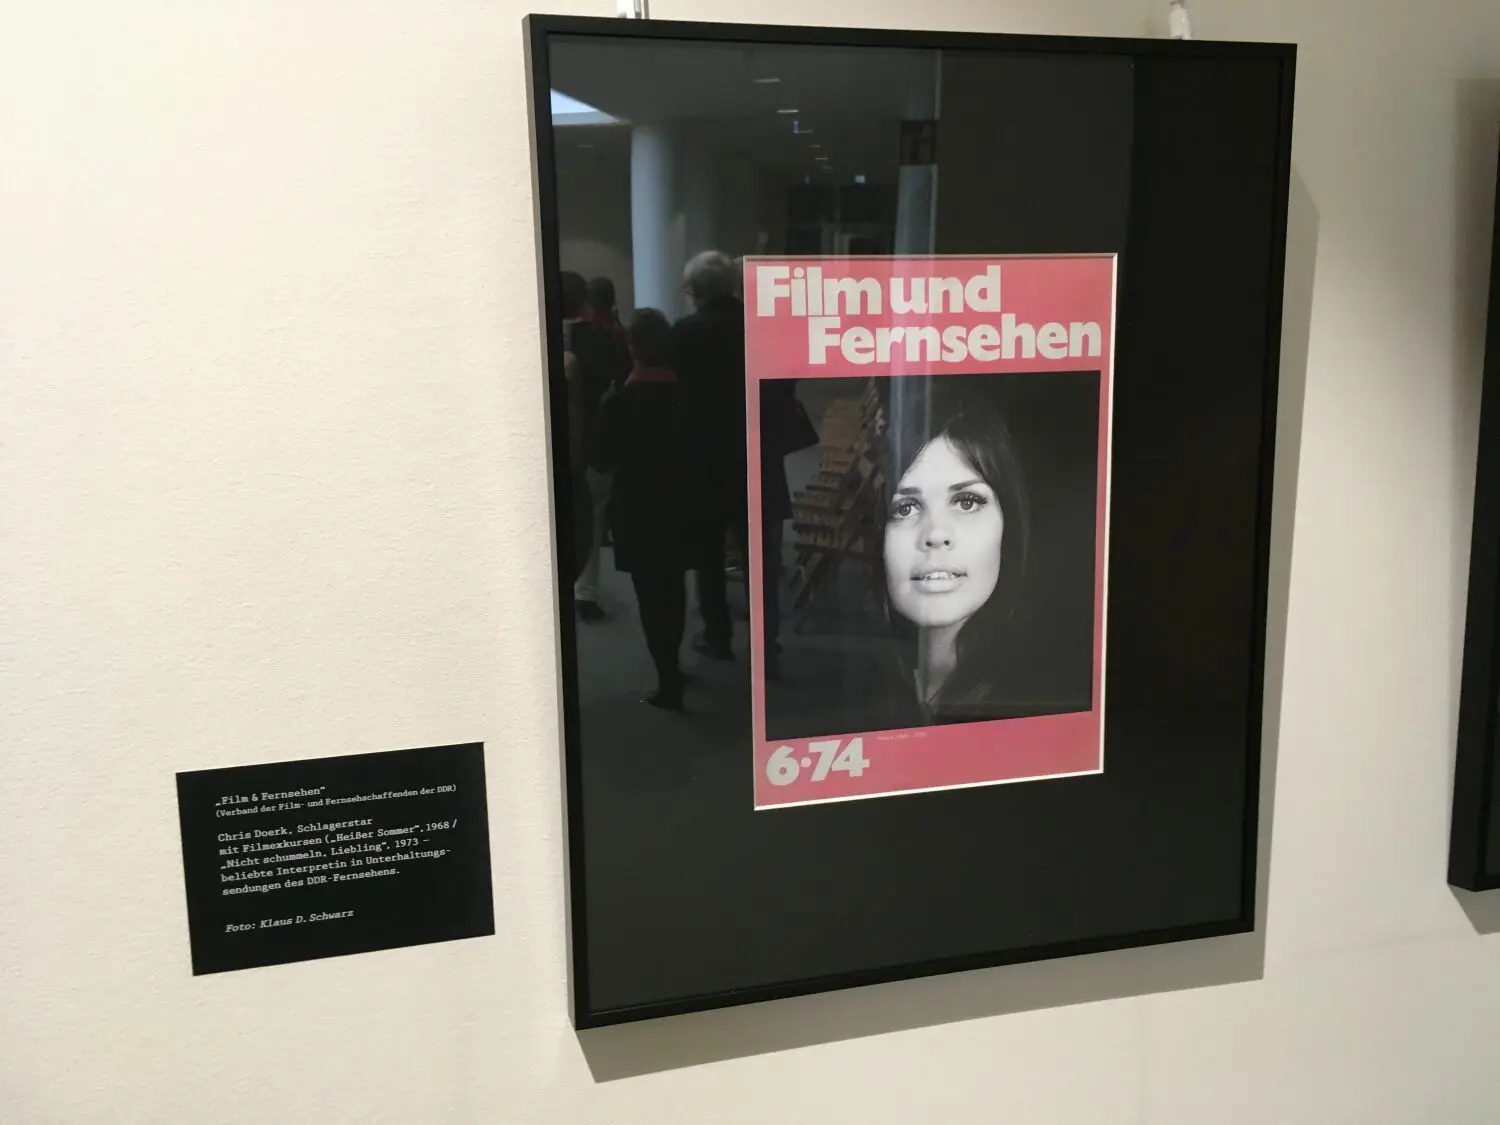 „Film & Fernsehen“
(Verband der Film- und Fernsehschaffenden der DDR)
Chris Doerk, Schlagerstar
mit Filmexkursen („Heißer Sommer“, 1968 /
„Nicht schummeln, Liebling“, 1973 –
beliebte Interpretin in Unterhaltungs-
sendungen des DDR-Fernsehens.
Foto: Klaus D. Schwarz
Film und
Fernsehen
6·74